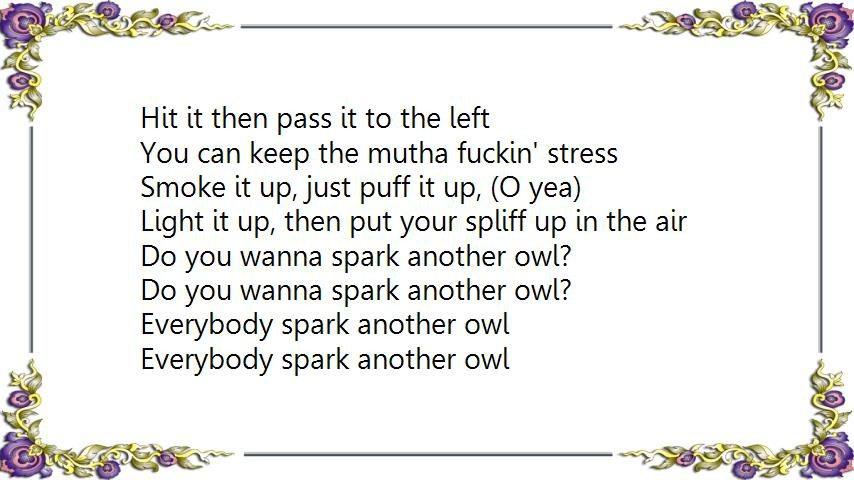 Hit it then pass it to the left
You can keep the mutha fuckin' stress
Smoke it up, just puff it up, (O yea)
Light it up, then put your spliff up in the air
Do you wanna spark another owl?
Do you wanna spark another owl?
Everybody spark another owl
Everybody spark another owl